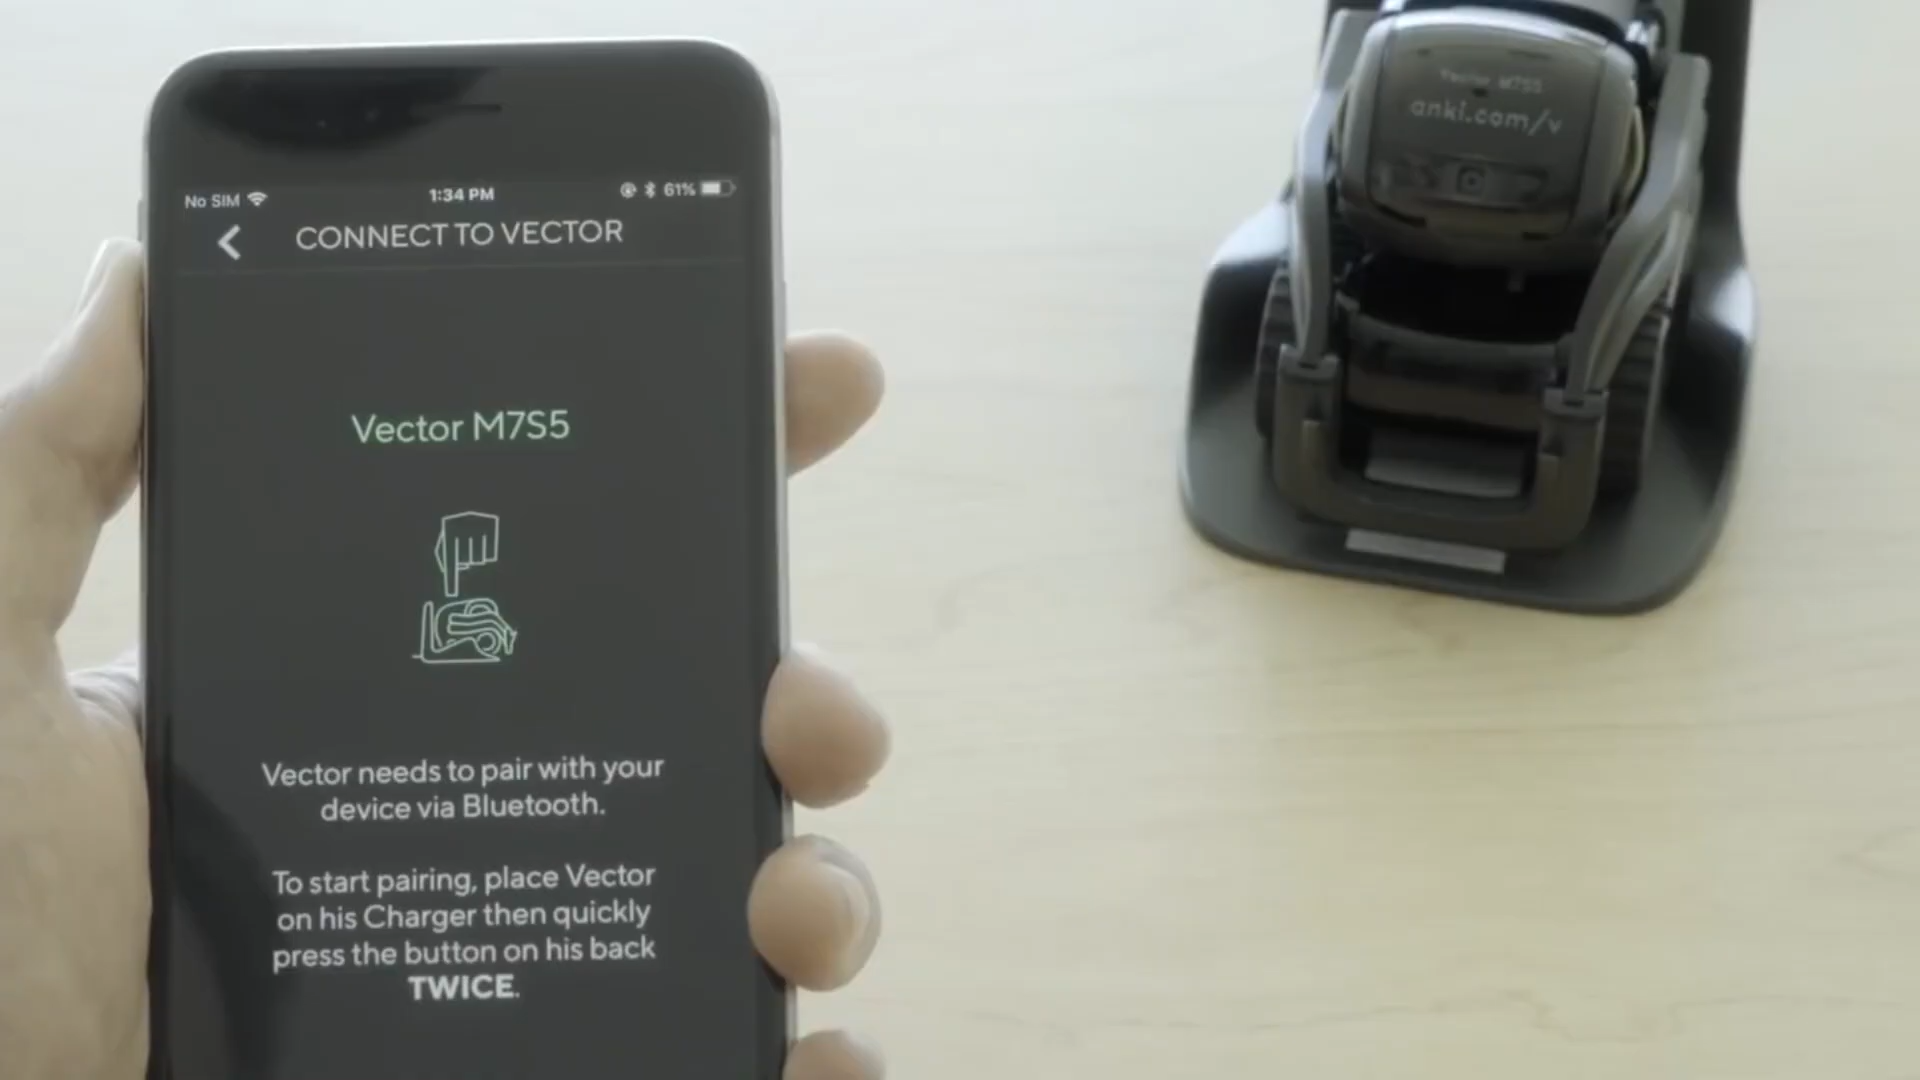 No SIM
1:34 PM
61%
CONNECT TO VECTOR
Vector M7S5
Vector needs to pair with your
device via Bluetooth.
To start pairing, place Vector
on his Charger then quickly
press the button on his back
TWICE.
Vector M7S5
anki.com/v